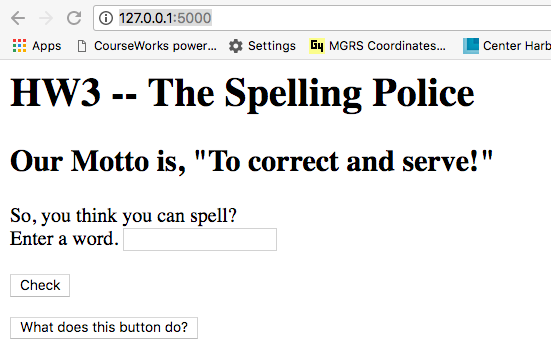 127.0.0.1:5000
Apps CourseWorks power... Settings Gy MGRS Coordinates... Center Harb
HW3 -- The Spelling Police
Our Motto is, "To correct and serve!"
So, you think you can spell?
Enter a word.
Check
What does this button do?